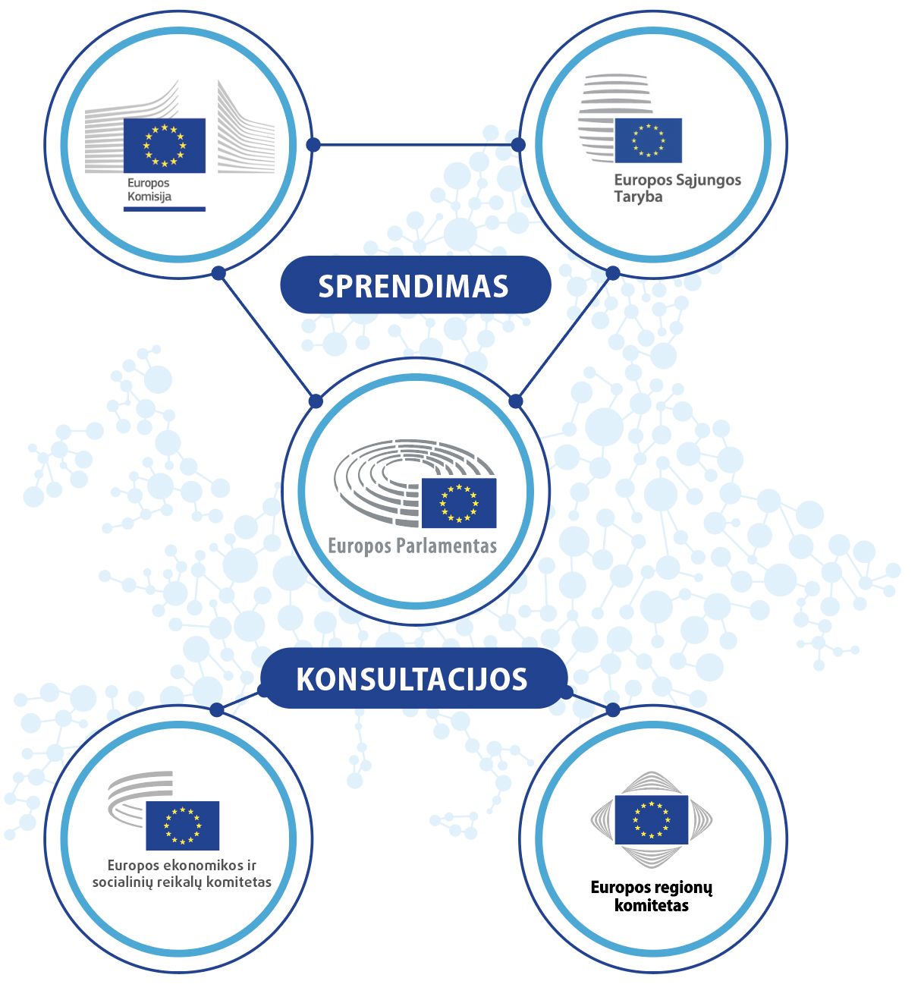 Europos
Komisija
Europos Sąjungos
Taryba
SPRENDIMAS
Europos Parlamentas
KONSULTACIJOS
Europos ekonomikos ir
socialinių reikalų komitetas
Europos regionų
komitetas